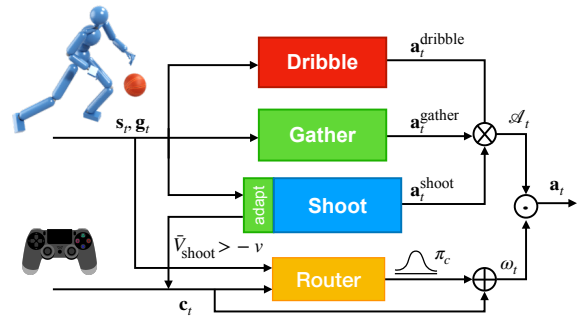 Dribble
a_t^dribble
s_t, g_t
Gather
a_t^gather
⊗
𝒜_t
adapt
Shoot
a_t^shoot
a_t
V̄_shoot > − v
Router
π_c
ω_t
c_t